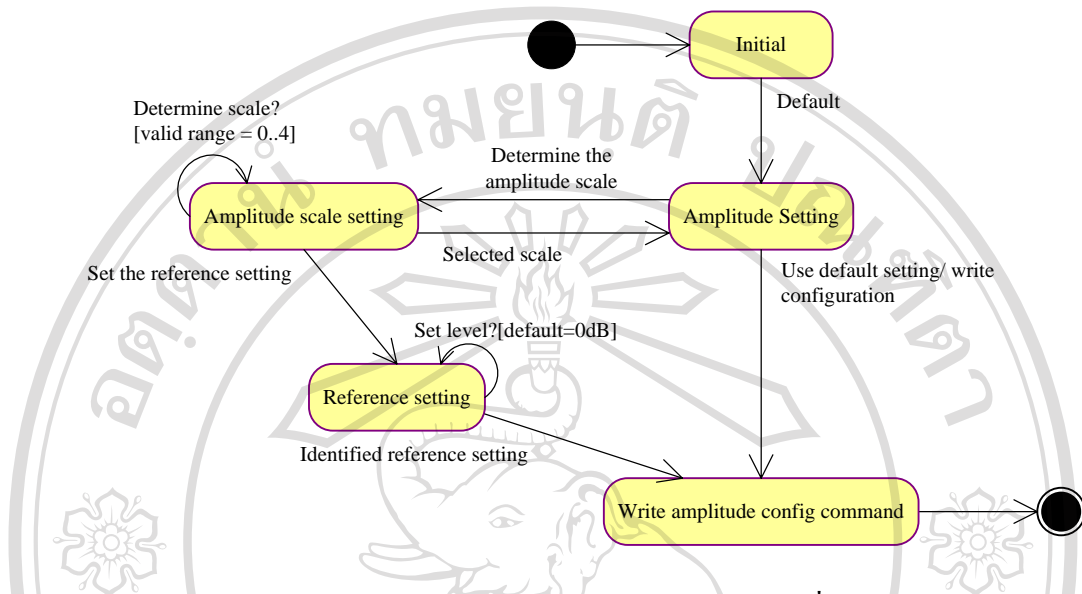 Initial
Default
Determine scale?
[valid range = 0..4]
Determine the
amplitude scale
Amplitude scale setting
Amplitude Setting
Selected scale
Set the reference setting
Use default setting/ write
configuration
Set level?[default=0dB]
Reference setting
Identified reference setting
Write amplitude config command